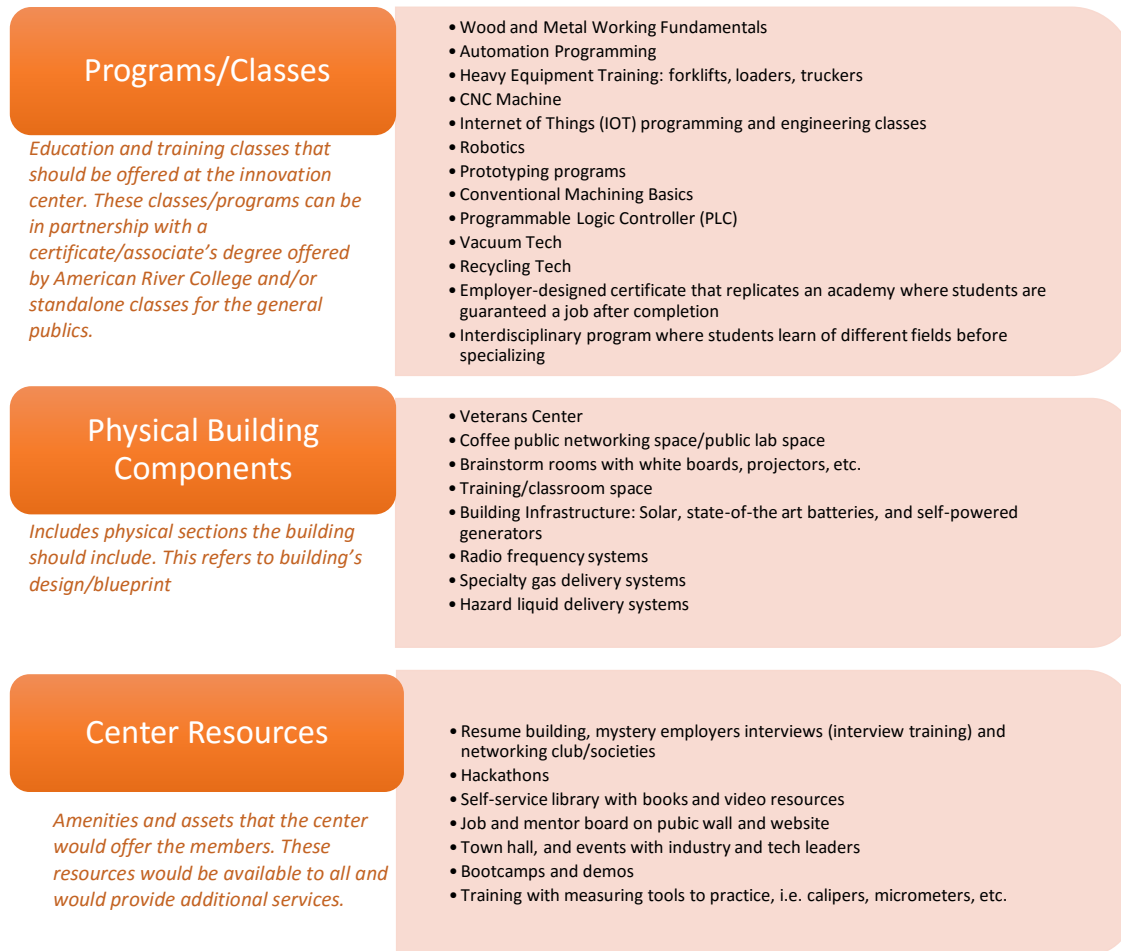 Programs/Classes
Education and training classes that
should be offered at the innovation
center. These classes/programs can be
in partnership with a
certificate/associate's degree offered
by American River College and/or
standalone classes for the general
publics.
• Wood and Metal Working Fundamentals
• Automation Programming
• Heavy Equipment Training: forklifts, loaders, truckers
• CNC Machine
• Internet of Things (IOT) programming and engineering classes
• Robotics
• Prototyping programs
• Conventional Machining Basics
• Programmable Logic Controller (PLC)
• Vacuum Tech
• Recycling Tech
• Employer-designed certificate that replicates an academy where students are
guaranteed a job after completion
• Interdisciplinary program where students learn of different fields before
specializing
Physical Building
Components
Includes physical sections the building
should include. This refers to building's
design/blueprint
• Veterans Center
• Coffee public networking space/public lab space
• Brainstorm rooms with white boards, projectors, etc.
• Training/classroom space
• Building Infrastructure: Solar, state-of-the art batteries, and self-powered
generators
• Radio frequency systems
• Specialty gas delivery systems
• Hazard liquid delivery systems
Center Resources
Amenities and assets that the center
would offer the members. These
resources would be available to all and
would provide additional services.
• Resume building, mystery employers interviews (interview training) and
networking club/societies
• Hackathons
• Self-service library with books and video resources
• Job and mentor board on pubic wall and website
• Town hall, and events with industry and tech leaders
• Bootcamps and demos
• Training with measuring tools to practice, i.e. calipers, micrometers, etc.